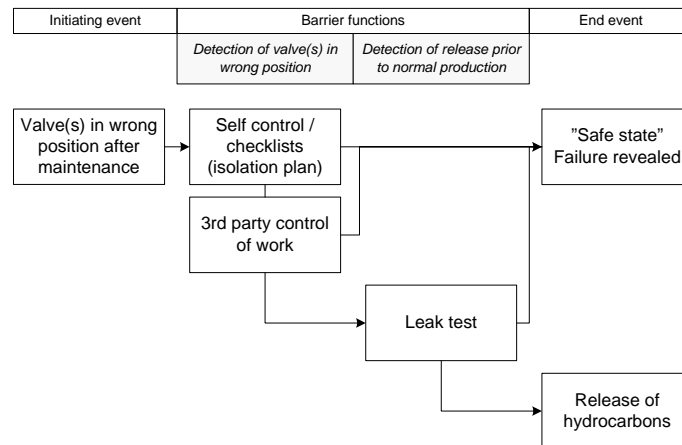 Initiating event
Barrier functions
End event
Detection of valve(s) in
wrong position
Detection of release prior
to normal production
Valve(s) in wrong
position after
maintenance
Self control /
checklists
(isolation plan)
"Safe state"
Failure revealed
3rd party control
of work
Leak test
Release of
hydrocarbons